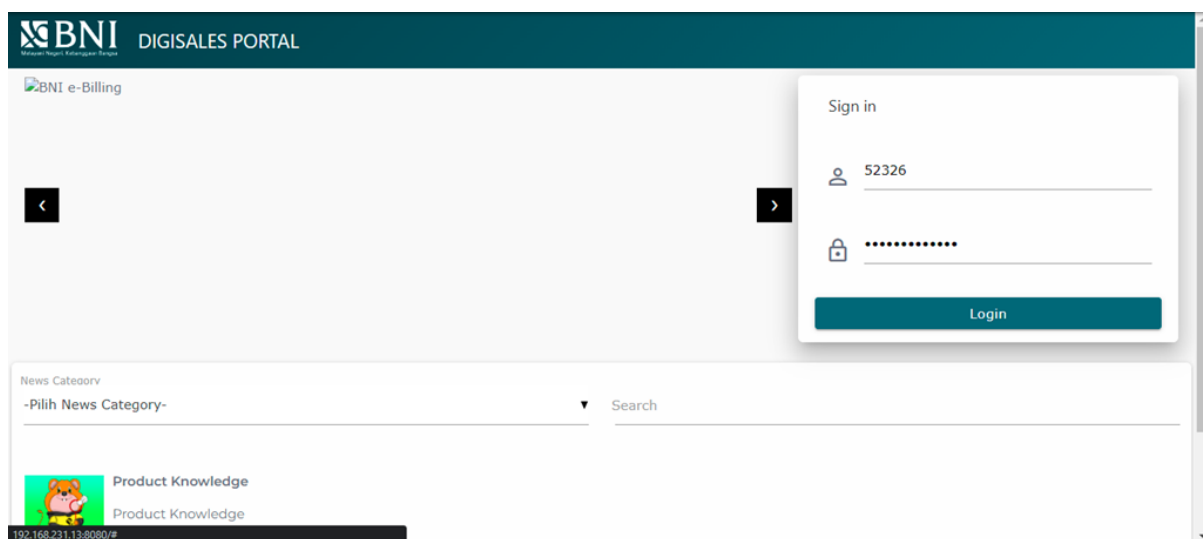 BNI
Melayani Negeri, Kebanggaan Bangsa
DIGISALES PORTAL
BNI e-Billing
Sign in
52326
•••••••••••••
Login
News Category
-Pilih News Category-
Search
Product Knowledge
Product Knowledge
192.168.231.13:8080/#